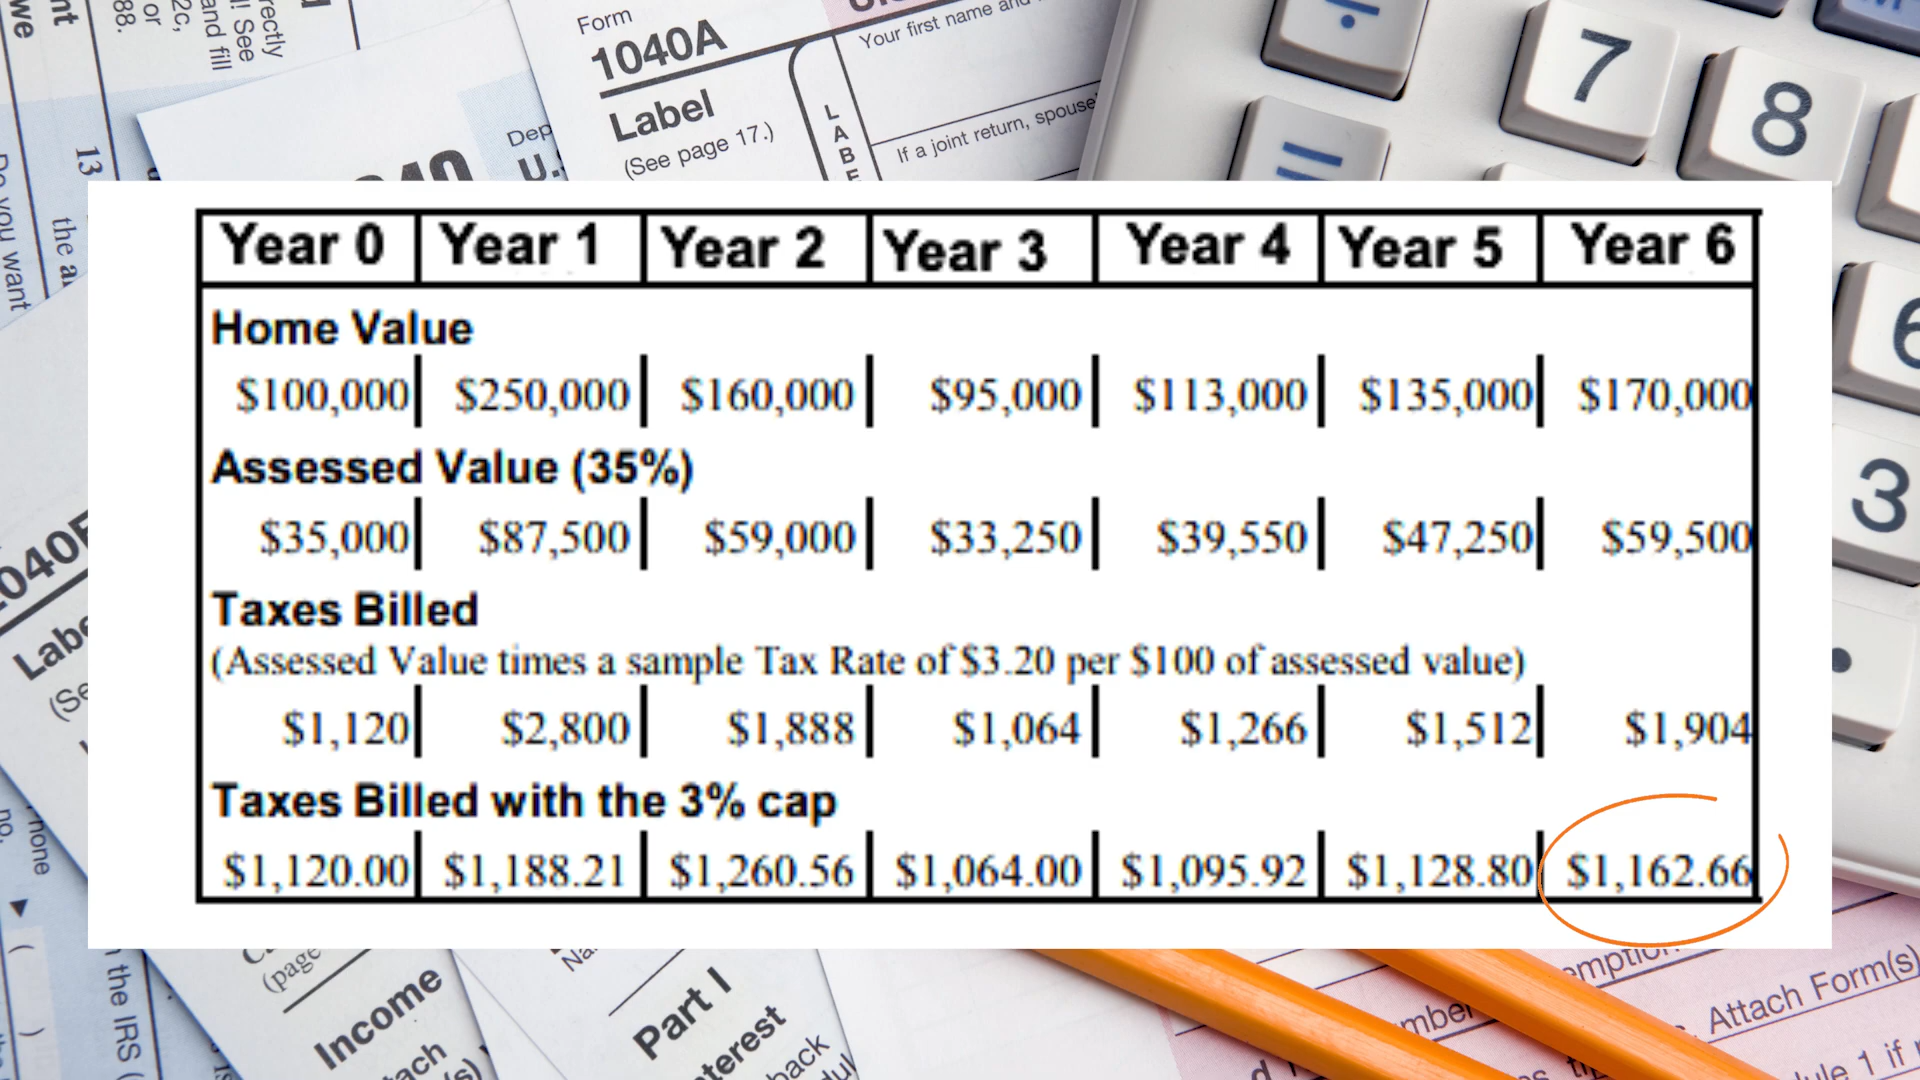 Form
1040A
Label
(See page 17.)
Your first name and
If a joint return, spouse
L
A
B
Dep
U.
7
8
÷
=
6
3
13
Year 0 Year 1 Year 2 Year 3 Year 4 Year 5 Year 6
Home Value
$100,000 $250,000 $160,000 $95,000 $113,000 $135,000 $170,000
Assessed Value (35%)
$35,000 $87,500 $59,000 $33,250 $39,550 $47,250 $59,500
Taxes Billed
(Assessed Value times a sample Tax Rate of $3.20 per $100 of assessed value)
$1,120 $2,800 $1,888 $1,064 $1,266 $1,512 $1,904
Taxes Billed with the 3% cap
$1,120.00 $1,188.21 $1,260.56 $1,064.00 $1,095.92 $1,128.80 $1,162.66
the IRS (
(page
Income
Part I
Attach Form(s)